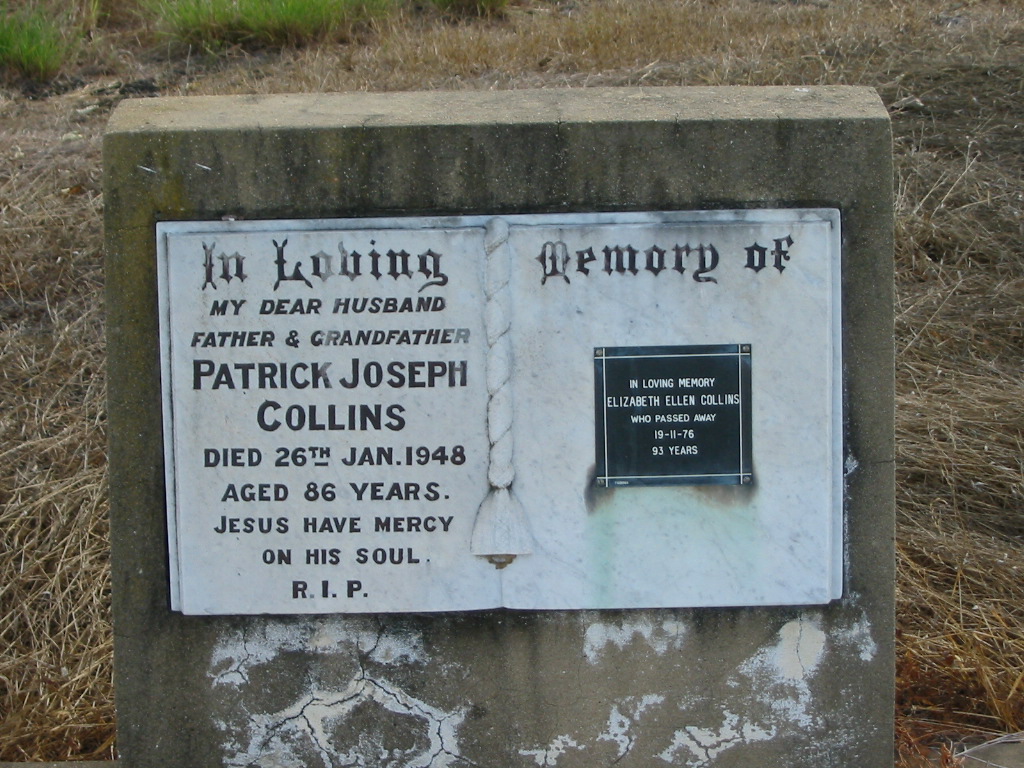 In Loving Memory of
MY DEAR HUSBAND
FATHER & GRANDFATHER
PATRICK JOSEPH
COLLINS
DIED 26TH JAN. 1948
AGED 86 YEARS.
JESUS HAVE MERCY
ON HIS SOUL.
R. I. P.
IN LOVING MEMORY
ELIZABETH ELLEN COLLINS
WHO PASSED AWAY
19-11-76
93 YEARS